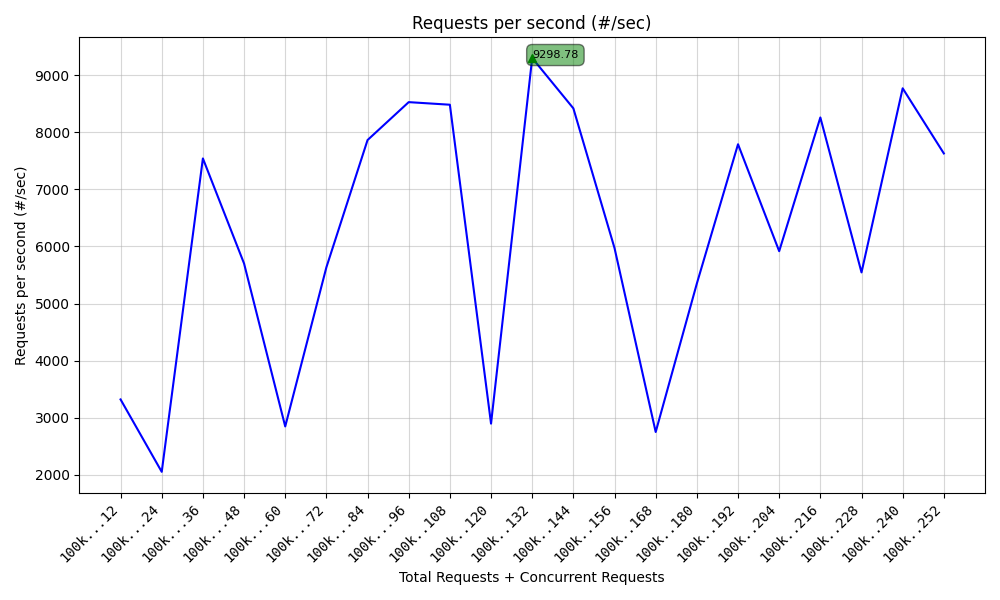 Requests per second (#/sec)
9298.78
9000
8000
7000
6000
5000
4000
3000
2000
Requests per second (#/sec)
100k..12
100k..24
100k..36
100k..48
100k..60
100k..72
100k..84
100k..96
100k..108
100k..120
100k..132
100k..144
100k..156
100k..168
100k..180
100k..192
100k..204
100k..216
100k..228
100k..240
100k..252
Total Requests + Concurrent Requests